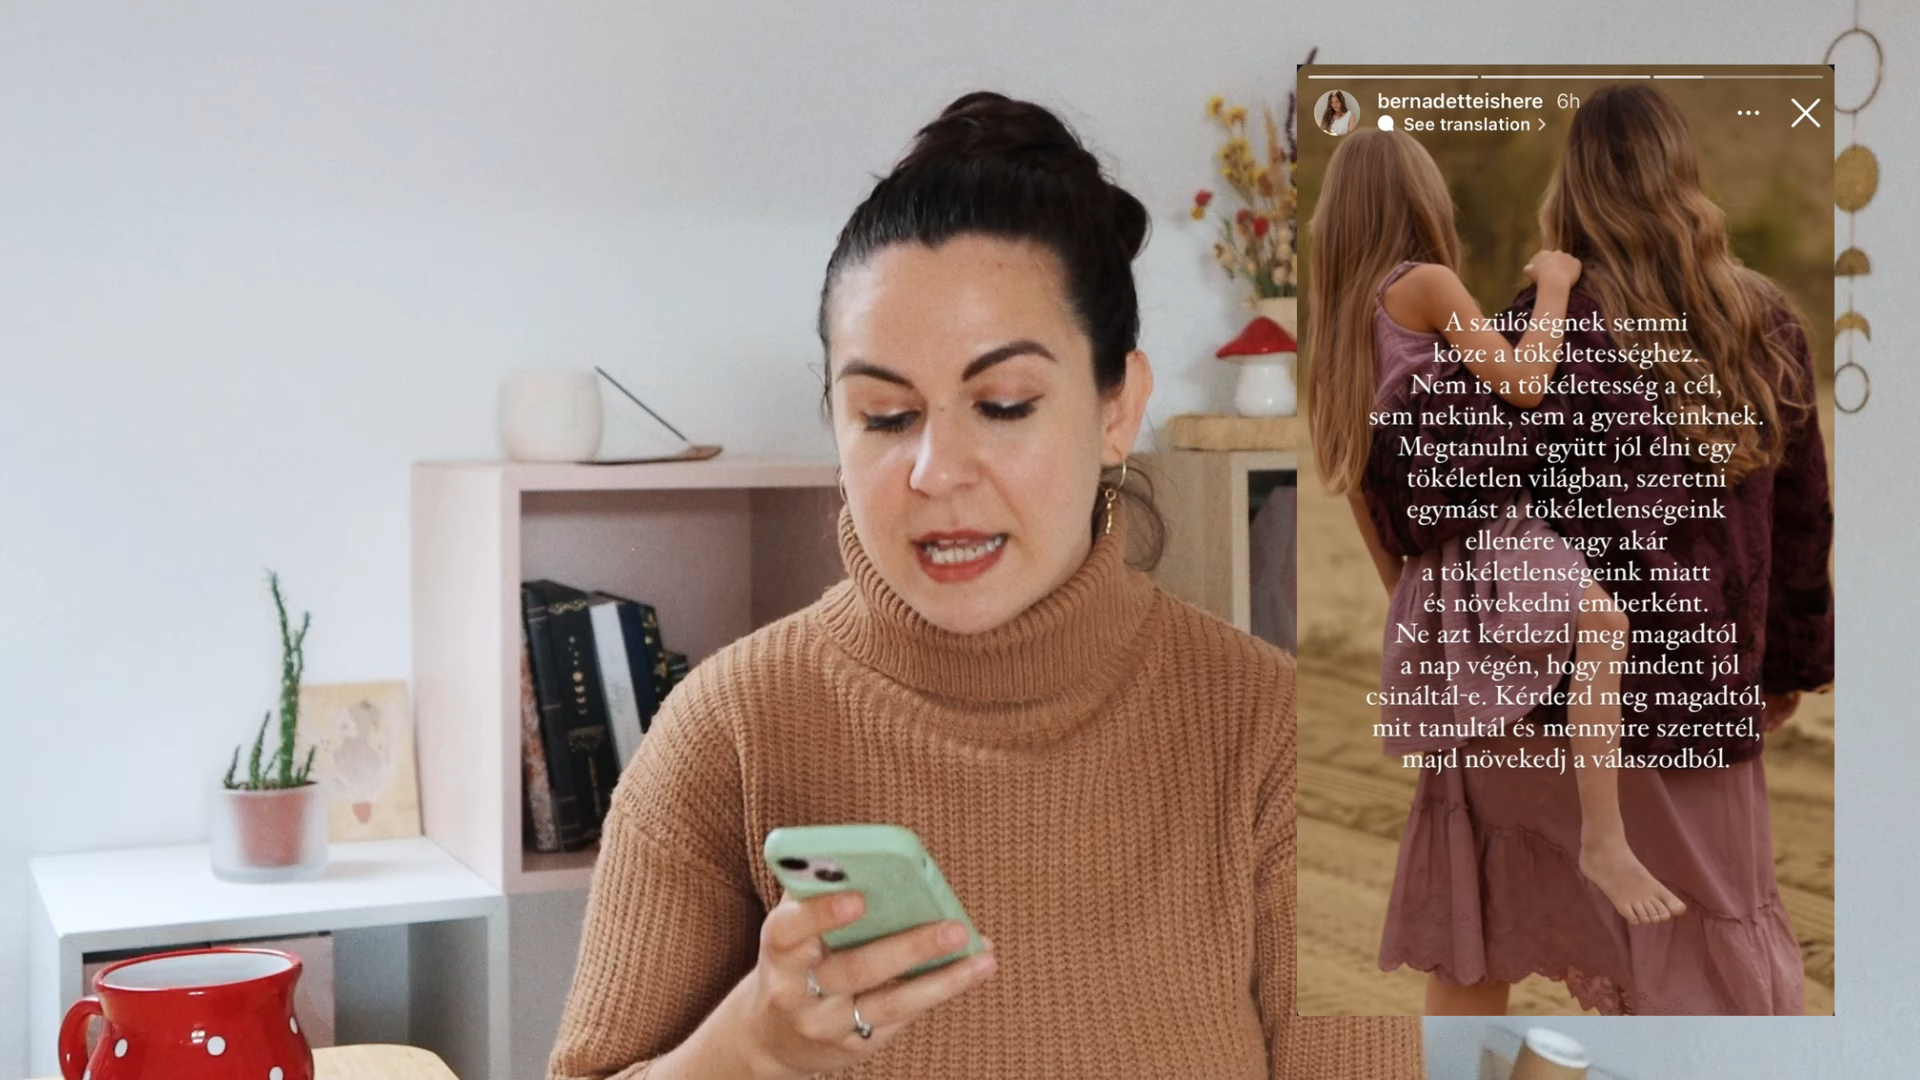 bernadetteishere 6h
See translation
A szülőségnek semmi
köze a tökéletességhez.
Nem is a tökéletesség a cél,
sem nekünk, sem a gyerekeinknek.
Megtanulni együtt jól élni egy
tökéletlen világban, szeretni
egymást a tökéletlenségeink
ellenére vagy akár
a tökéletlenségeink miatt
és növekedni emberként.
Ne azt kérdezd meg magadtól
a nap végén, hogy mindent jól
csináltál-e. Kérdezd meg magadtól,
mit tanultál és mennyire szerettél,
majd növekedj a válaszodból.